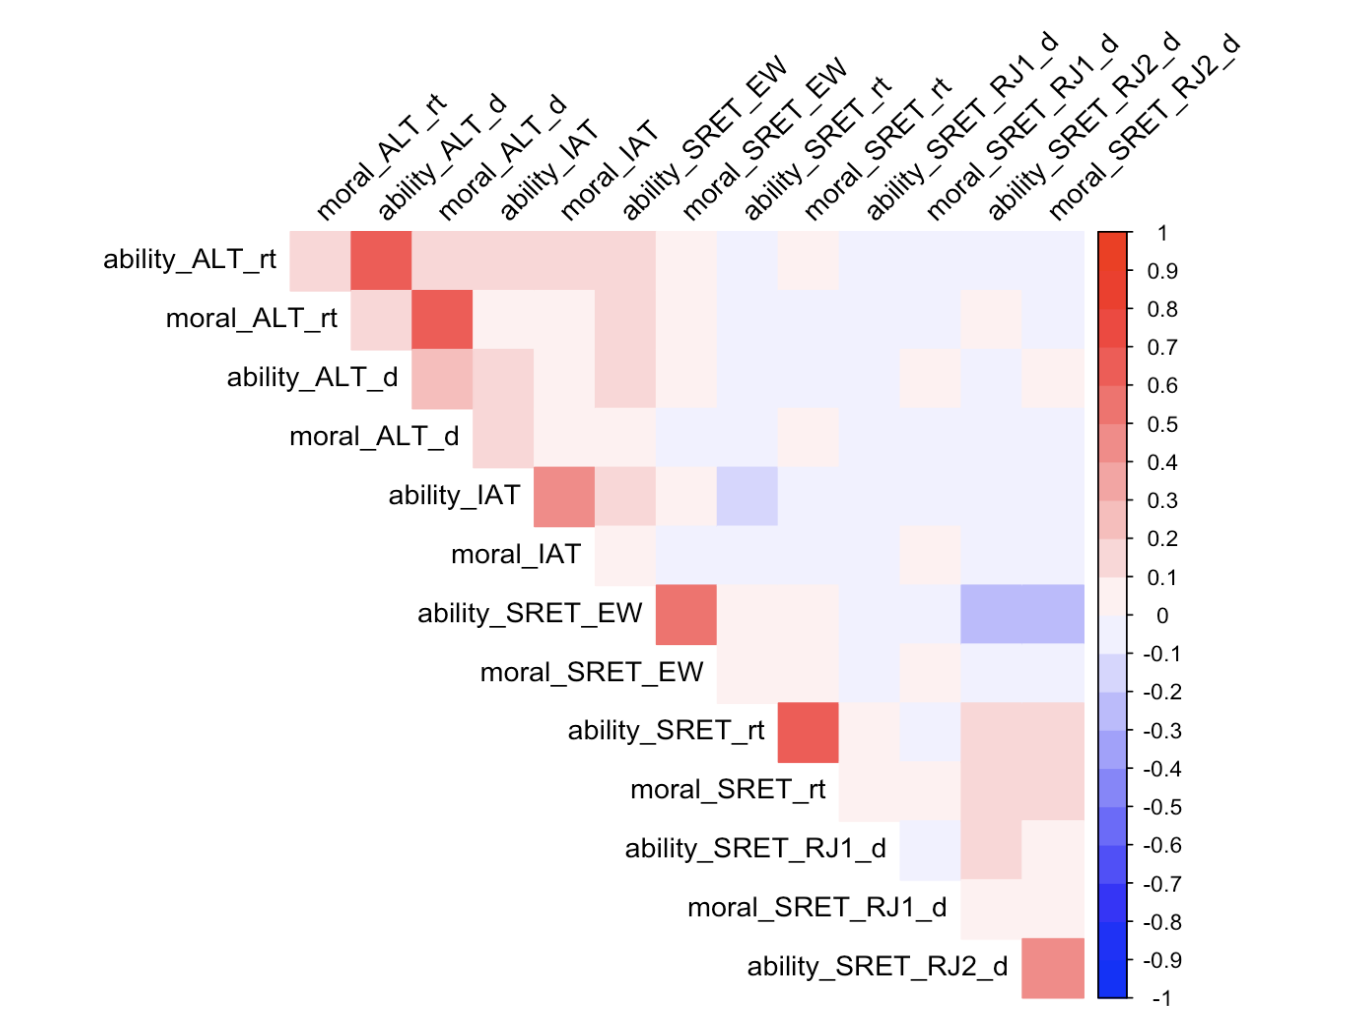 moral_ALT_rt
ability_ALT_d
moral_ALT_d
ability_IAT
moral_IAT
ability_SRET_EW
moral_SRET_EW
ability_SRET_rt
moral_SRET_rt
ability_SRET_RJ1_d
moral_SRET_RJ1_d
ability_SRET_RJ2_d
moral_SRET_RJ2_d
ability_ALT_rt
moral_ALT_rt
ability_ALT_d
moral_ALT_d
ability_IAT
moral_IAT
ability_SRET_EW
moral_SRET_EW
ability_SRET_rt
moral_SRET_rt
ability_SRET_RJ1_d
moral_SRET_RJ1_d
ability_SRET_RJ2_d
1
0.9
0.8
0.7
0.6
0.5
0.4
0.3
0.2
0.1
0
-0.1
-0.2
-0.3
-0.4
-0.5
-0.6
-0.7
-0.8
-0.9
-1